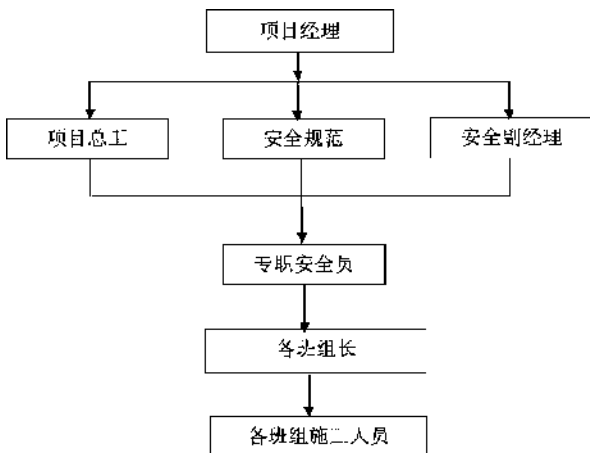 项目经理
项目总工
安全规范
安全副经理
专职安全员
各班组长
各班组施工人员